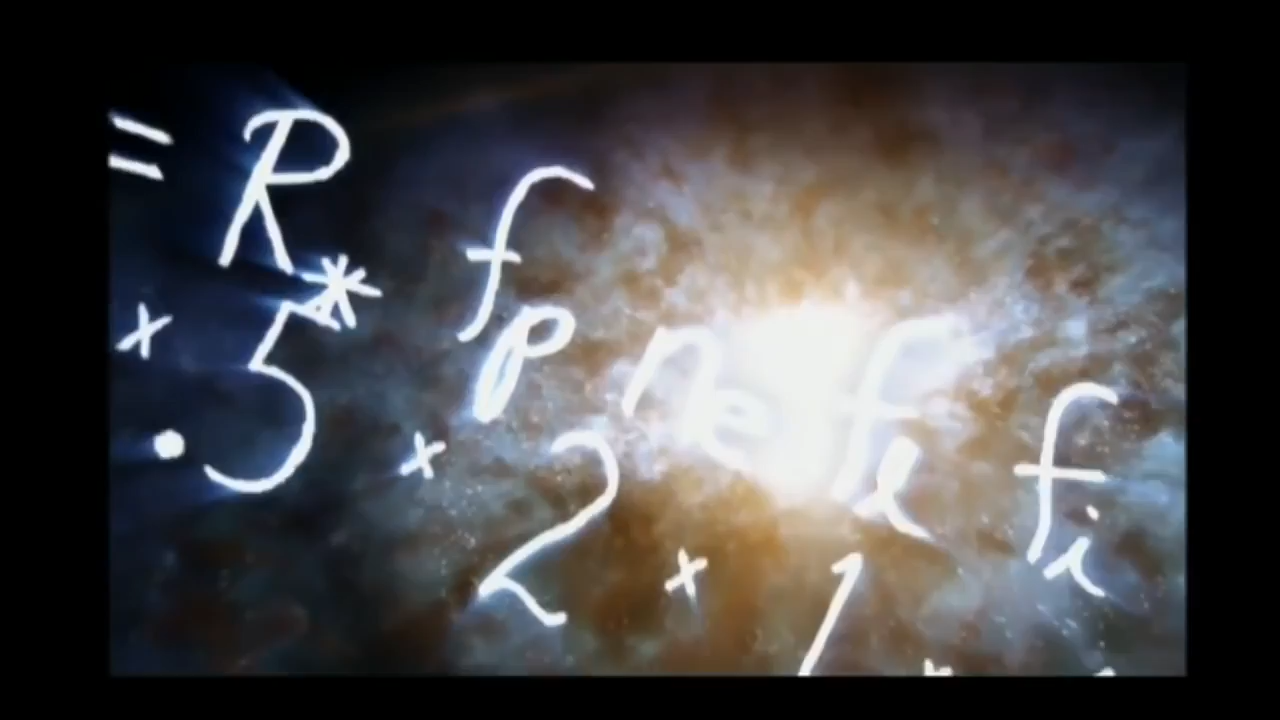 = R* fp ne fl fi
x .5 x 2 x 1